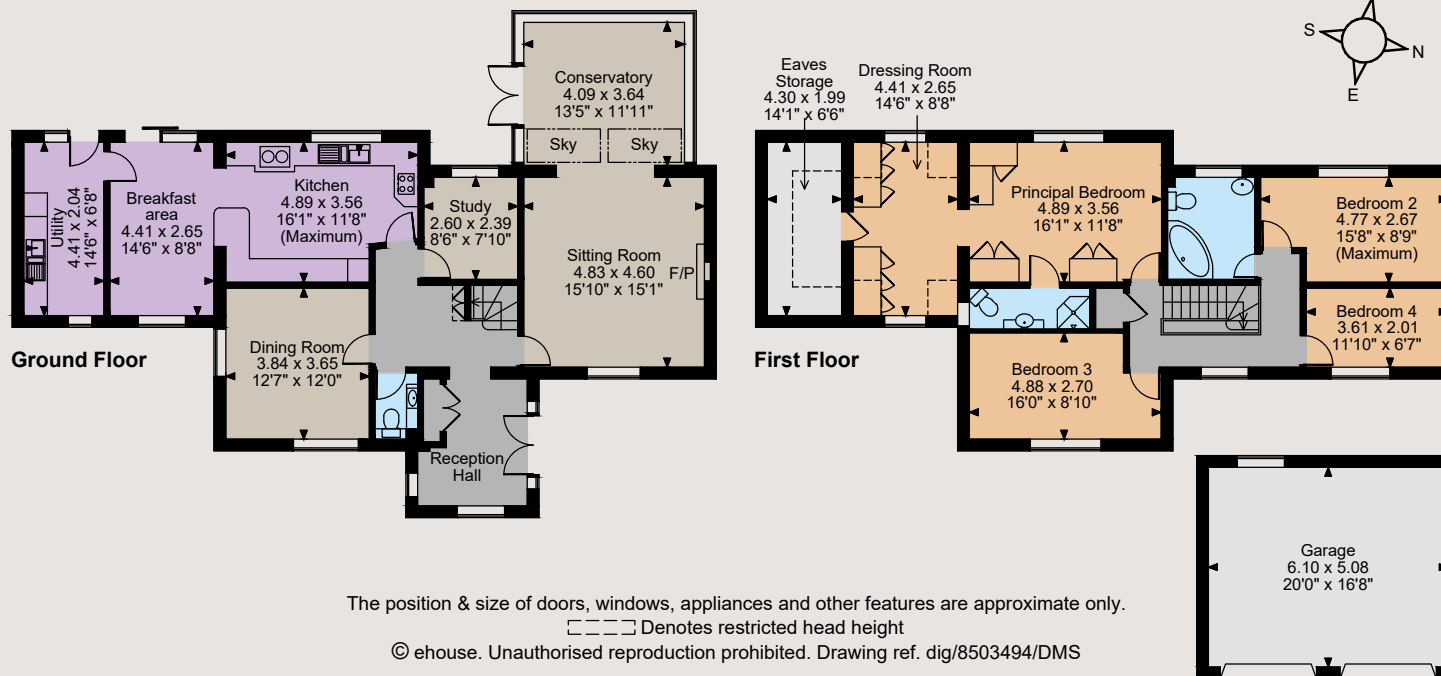 S
N
E
Conservatory
4.09 x 3.64
13'5" x 11'11"
Sky
Sky
Utility
4.41 x 2.04
14'6" x 6'8"
Breakfast
area
4.41 x 2.65
14'6" x 8'8"
Kitchen
4.89 x 3.56
16'1" x 11'8"
(Maximum)
Study
2.60 x 2.39
8'6" x 7'10"
Sitting Room
4.83 x 4.60
15'10" x 15'1"
F/P
Dining Room
3.84 x 3.65
12'7" x 12'0"
Reception
Hall
Ground Floor
Eaves
Storage
4.30 x 1.99
14'1" x 6'6"
Dressing Room
4.41 x 2.65
14'6" x 8'8"
Principal Bedroom
4.89 x 3.56
16'1" x 11'8"
Bedroom 2
4.77 x 2.67
15'8" x 8'9"
(Maximum)
Bedroom 4
3.61 x 2.01
11'10" x 6'7"
Bedroom 3
4.88 x 2.70
16'0" x 8'10"
First Floor
Garage
6.10 x 5.08
20'0" x 16'8"
The position & size of doors, windows, appliances and other features are approximate only.
Denotes restricted head height
© ehouse. Unauthorised reproduction prohibited. Drawing ref. dig/8503494/DMS